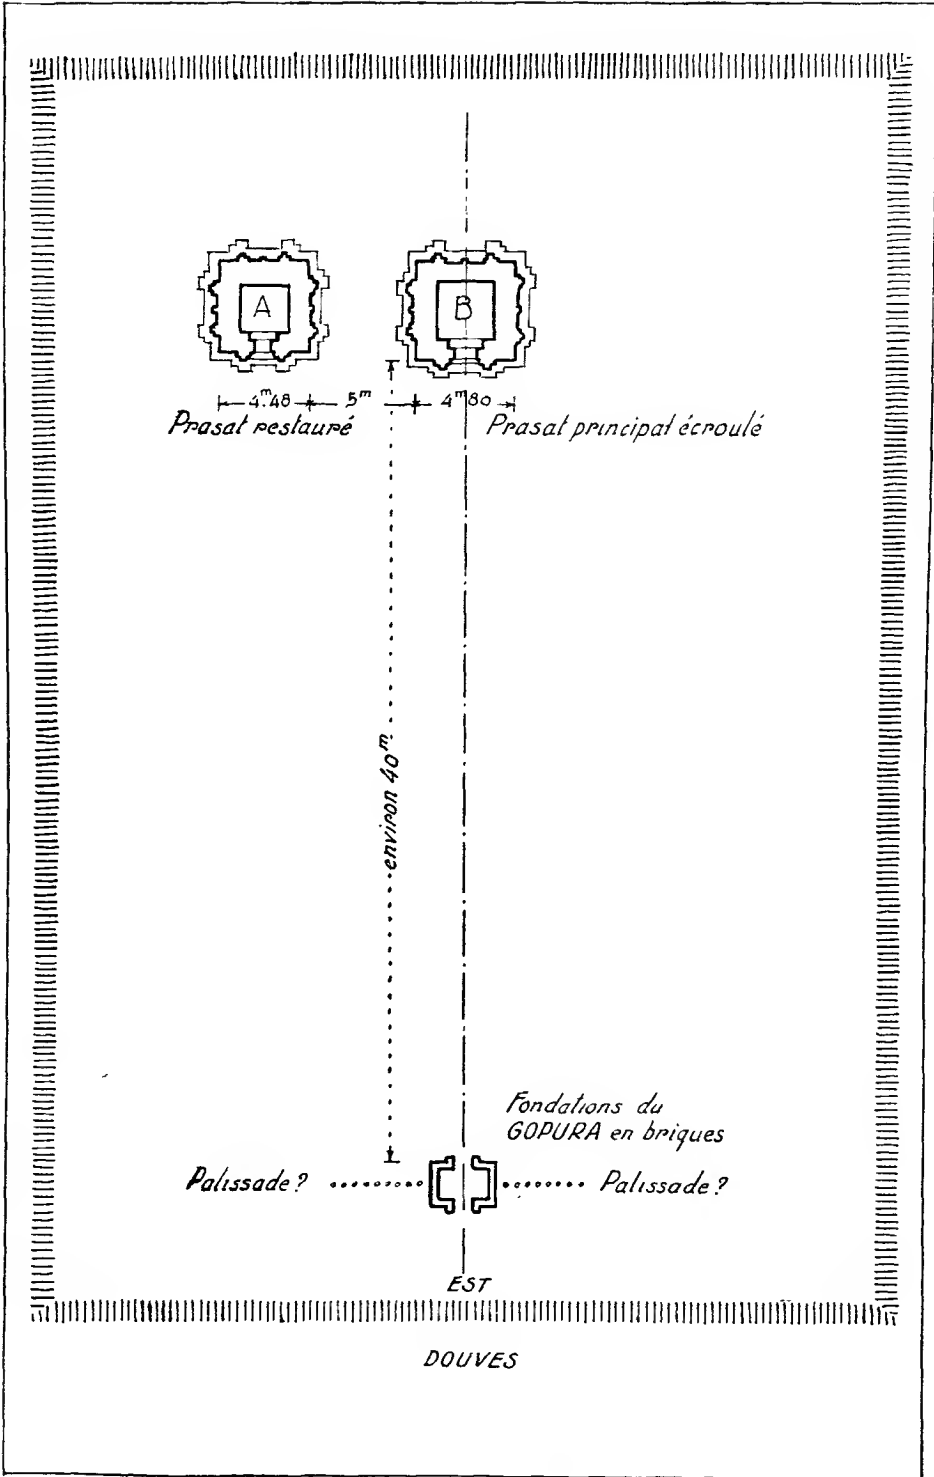 A
B
4m48 5m 4m80
Prasat restauré
Prasat principal écroulé
environ 40m
Fondations du
GOPURA en briques
Palissade ?
Palissade ?
EST
DOUVES